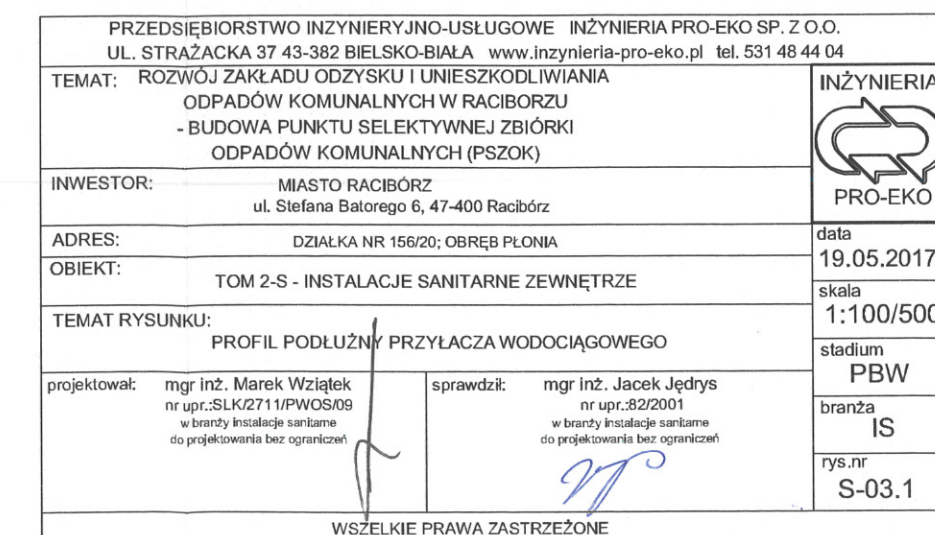 PRZEDSIĘBIORSTWO INZYNIERYJNO-USŁUGOWE INŻYNIERIA PRO-EKO SP. Z O.O.
UL. STRAŻACKA 37 43-382 BIELSKO-BIAŁA www.inzynieria-pro-eko.pl tel. 531 48 44 04
TEMAT: ROZWÓJ ZAKŁADU ODZYSKU I UNIESZKODLIWIANIA
ODPADÓW KOMUNALNYCH W RACIBORZU
- BUDOWA PUNKTU SELEKTYWNEJ ZBIÓRKI
ODPADÓW KOMUNALNYCH (PSZOK)
INŻYNIERIA
PRO-EKO
INWESTOR: MIASTO RACIBÓRZ
ul. Stefana Batorego 6, 47-400 Racibórz
ADRES: DZIAŁKA NR 156/20; OBRĘB PŁONIA
data
19.05.2017
OBIEKT: TOM 2-S - INSTALACJE SANITARNE ZEWNĘTRZE
skala
1:100/500
TEMAT RYSUNKU:
PROFIL PODŁUŻNY PRZYŁACZA WODOCIĄGOWEGO
stadium
PBW
projektował: mgr inż. Marek Wziątek
nr upr.:SLK/2711/PWOS/09
w branży instalacje sanitarne
do projektowania bez ograniczeń
sprawdził: mgr inż. Jacek Jędrys
nr upr.:82/2001
w branży instalacje sanitarne
do projektowania bez ograniczeń
branża
IS
rys.nr
S-03.1
WSZELKIE PRAWA ZASTRZEŻONE